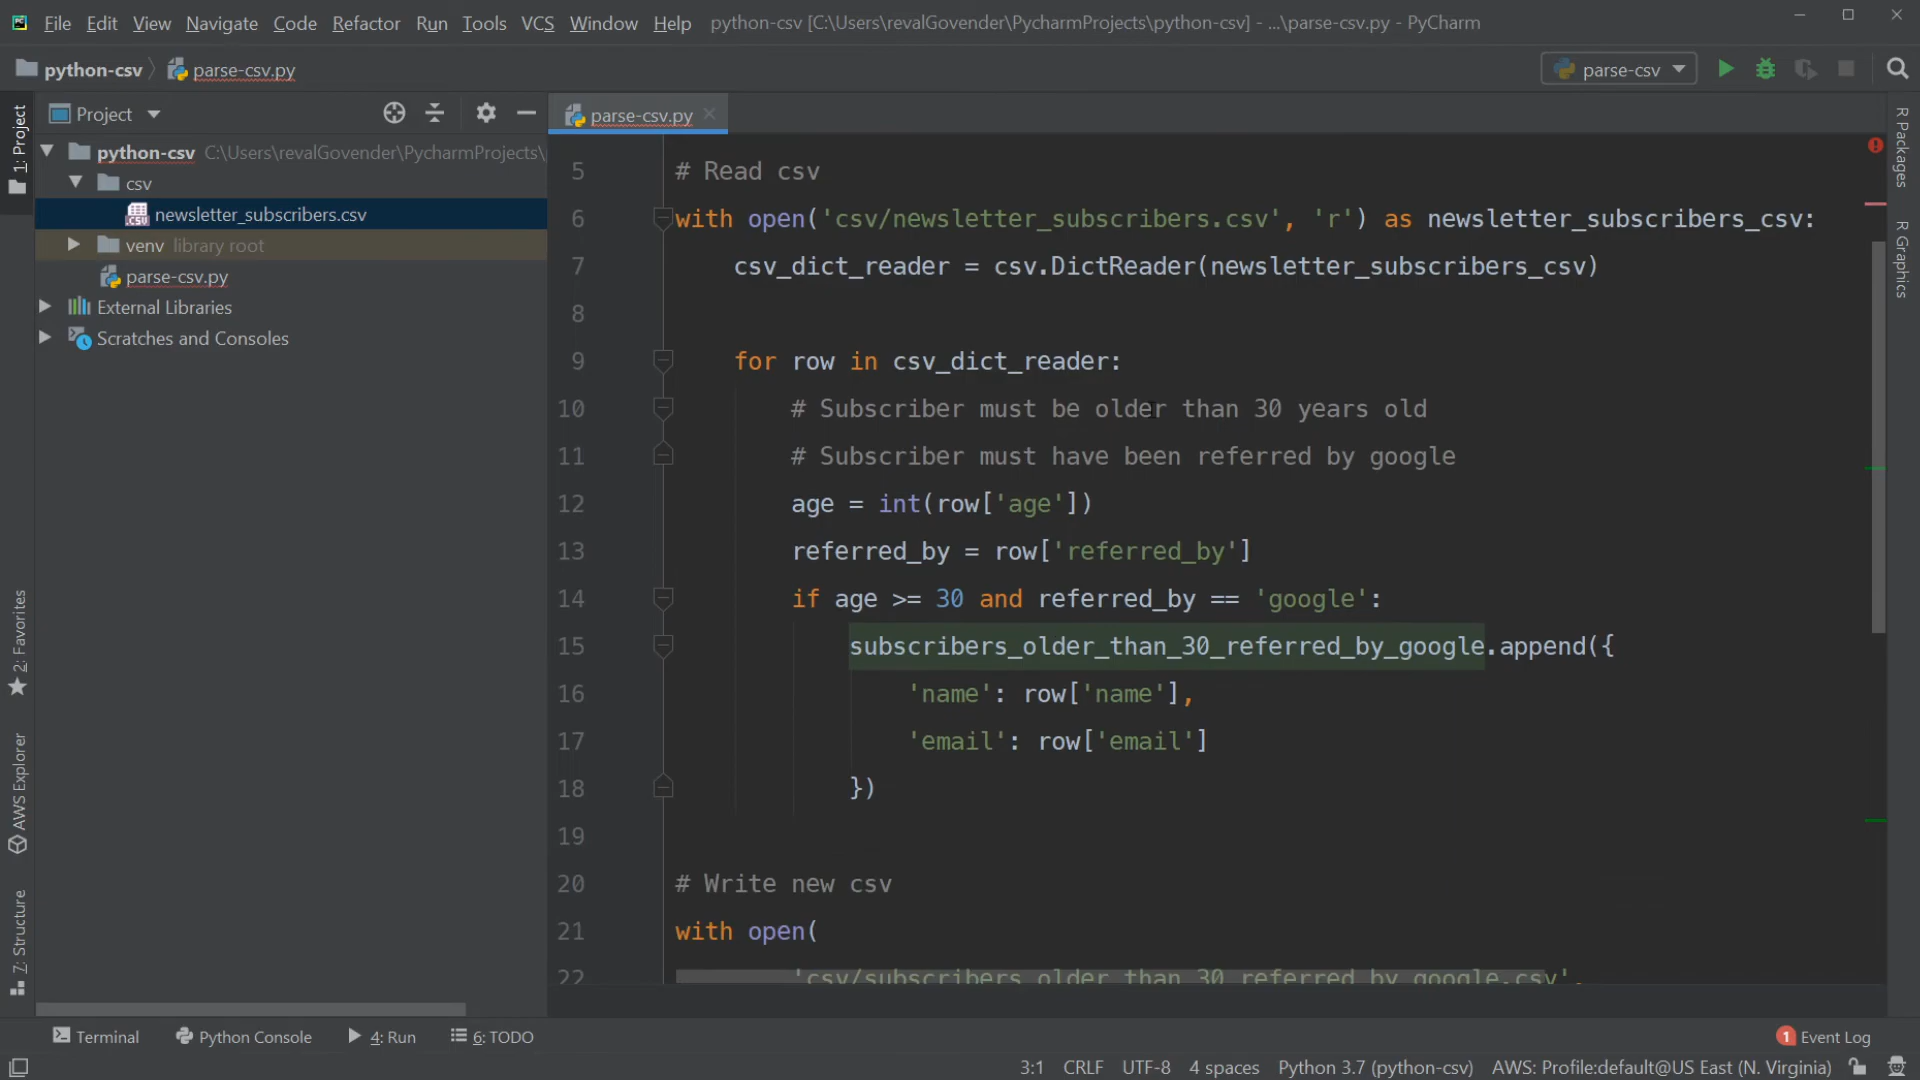 File Edit View Navigate Code Refactor Run Tools VCS Window Help python-csv [C:\Users\revalGovender\PycharmProjects\python-csv] - ...\parse-csv.py - PyCharm
python-csv parse-csv.py
parse-csv
Project
parse-csv.py
1: Project
R Packages
R Graphics
python-csv C:\Users\revalGovender\PycharmProjects\
csv
newsletter_subscribers.csv
venv library root
parse-csv.py
External Libraries
Scratches and Consoles
2: Favorites
AWS Explorer
7: Structure
5 # Read csv
6 with open('csv/newsletter_subscribers.csv', 'r') as newsletter_subscribers_csv:
7 csv_dict_reader = csv.DictReader(newsletter_subscribers_csv)
8
9 for row in csv_dict_reader:
10 # Subscriber must be older than 30 years old
11 # Subscriber must have been referred by google
12 age = int(row['age'])
13 referred_by = row['referred_by']
14 if age >= 30 and referred_by == 'google':
15 subscribers_older_than_30_referred_by_google.append({
16 'name': row['name'],
17 'email': row['email']
18 })
19
20 # Write new csv
21 with open(
22 'csv/subscribers_older_than_30_referred_by_google.csv',
Terminal Python Console 4: Run 6: TODO 1 Event Log
3:1 CRLF UTF-8 4 spaces Python 3.7 (python-csv) AWS: Profile:default@US East (N. Virginia)